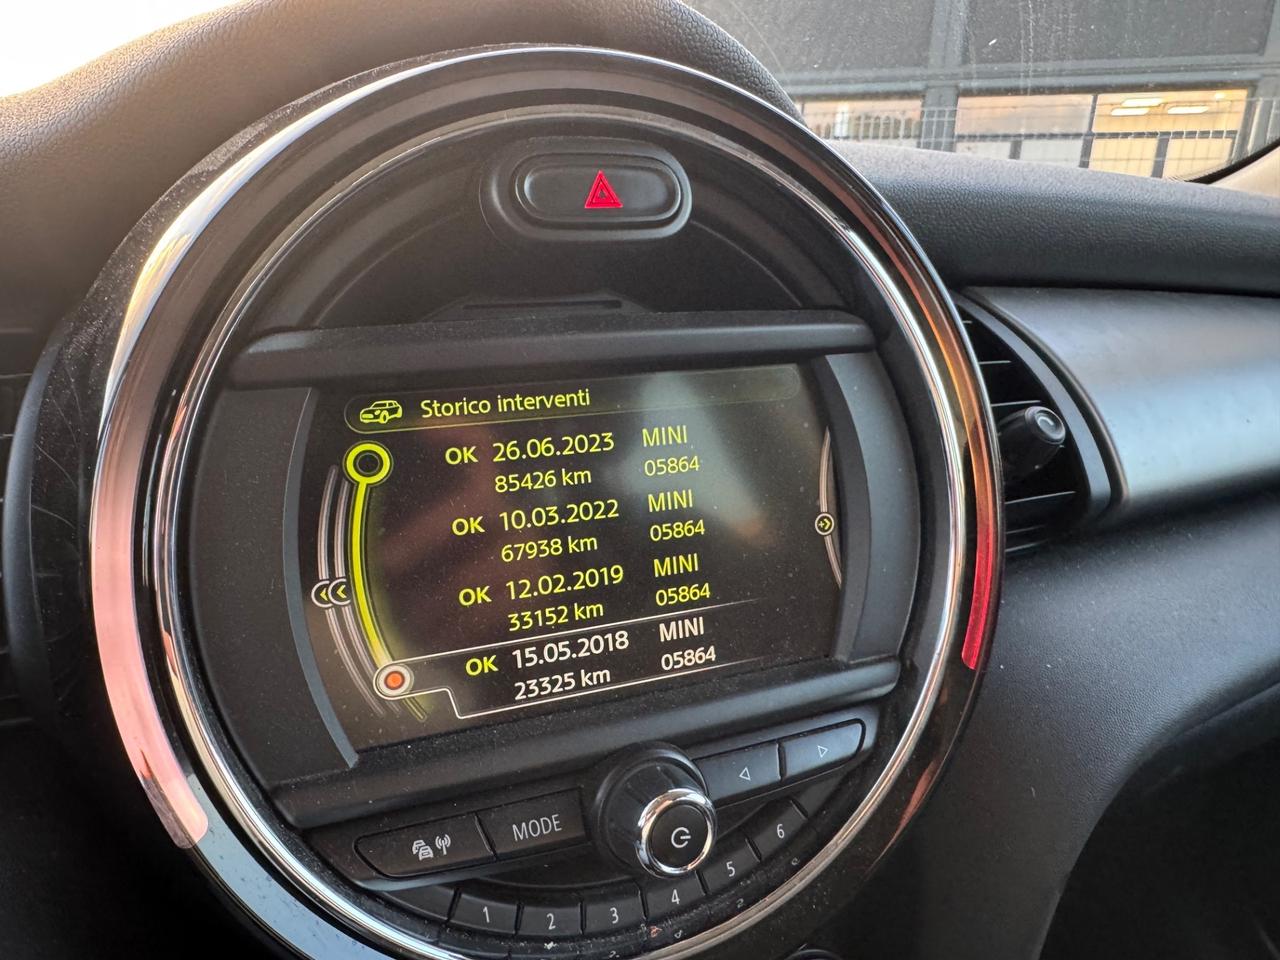 Storico interventi
OK 26.06.2023 MINI
85426 km 05864
OK 10.03.2022 MINI
67938 km 05864
OK 12.02.2019 MINI
33152 km 05864
OK 15.05.2018 MINI
23325 km 05864
MODE
1 2 3 4 5 6